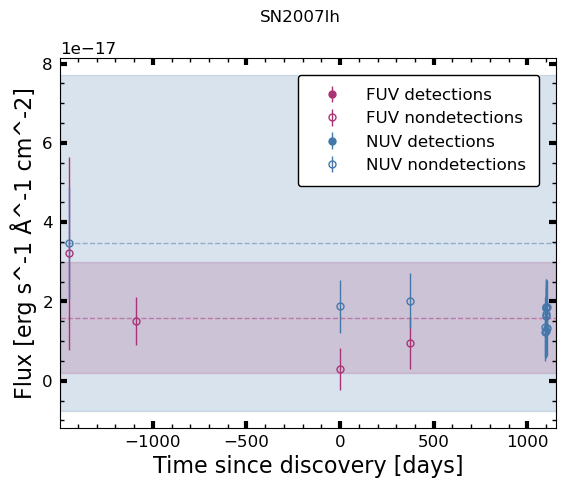 SN2007lh
1e−17
8
6
4
2
0
Flux [erg s^-1 Å^-1 cm^-2]
FUV detections
FUV nondetections
NUV detections
NUV nondetections
−1000 −500 0 500 1000
Time since discovery [days]